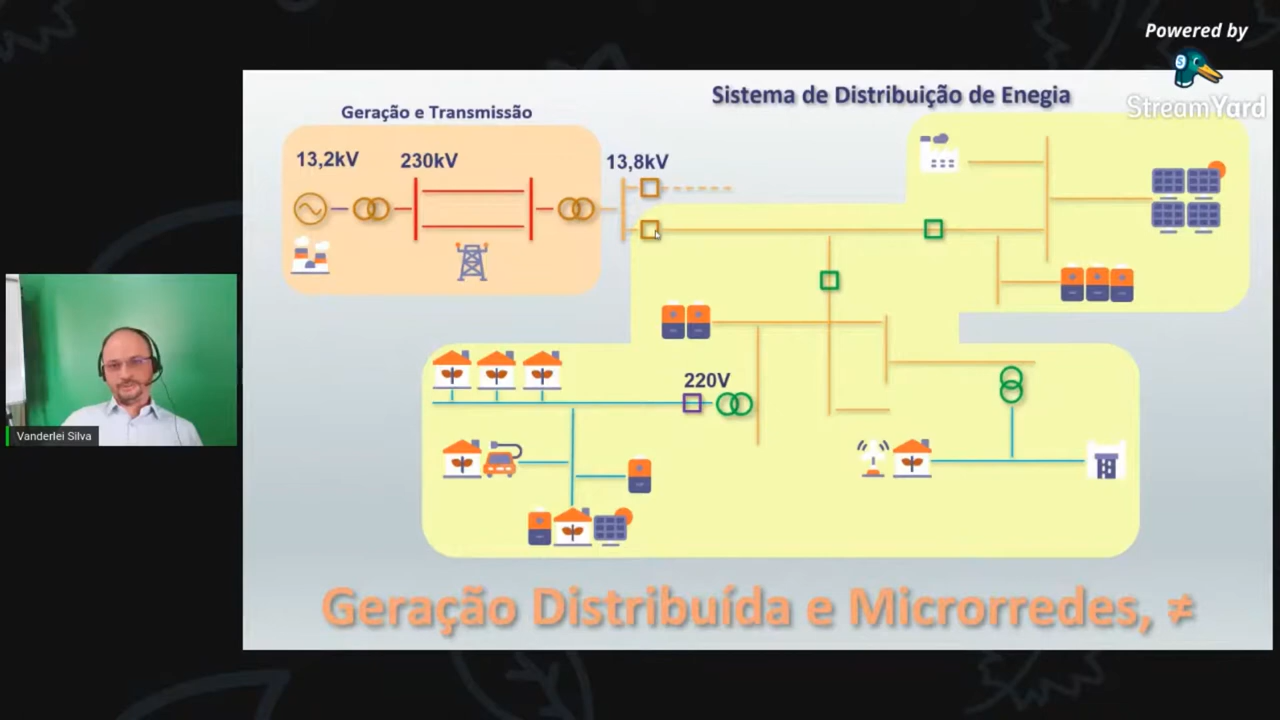 Powered by
StreamYard
Sistema de Distribuição de Enegia
Geração e Transmissão
13,2kV
230kV
13,8kV
220V
Vanderlei Silva
Geração Distribuída e Microrredes, ≠